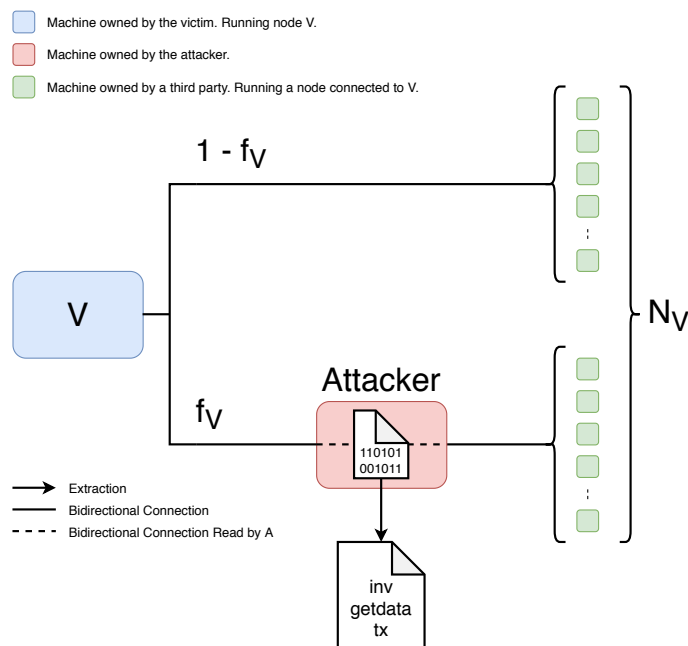 Machine owned by the victim. Running node V.
Machine owned by the attacker.
Machine owned by a third party. Running a node connected to V.
1 - fV
V
NV
Attacker
fV
110101
001011
Extraction
Bidirectional Connection
Bidirectional Connection Read by A
inv
getdata
tx